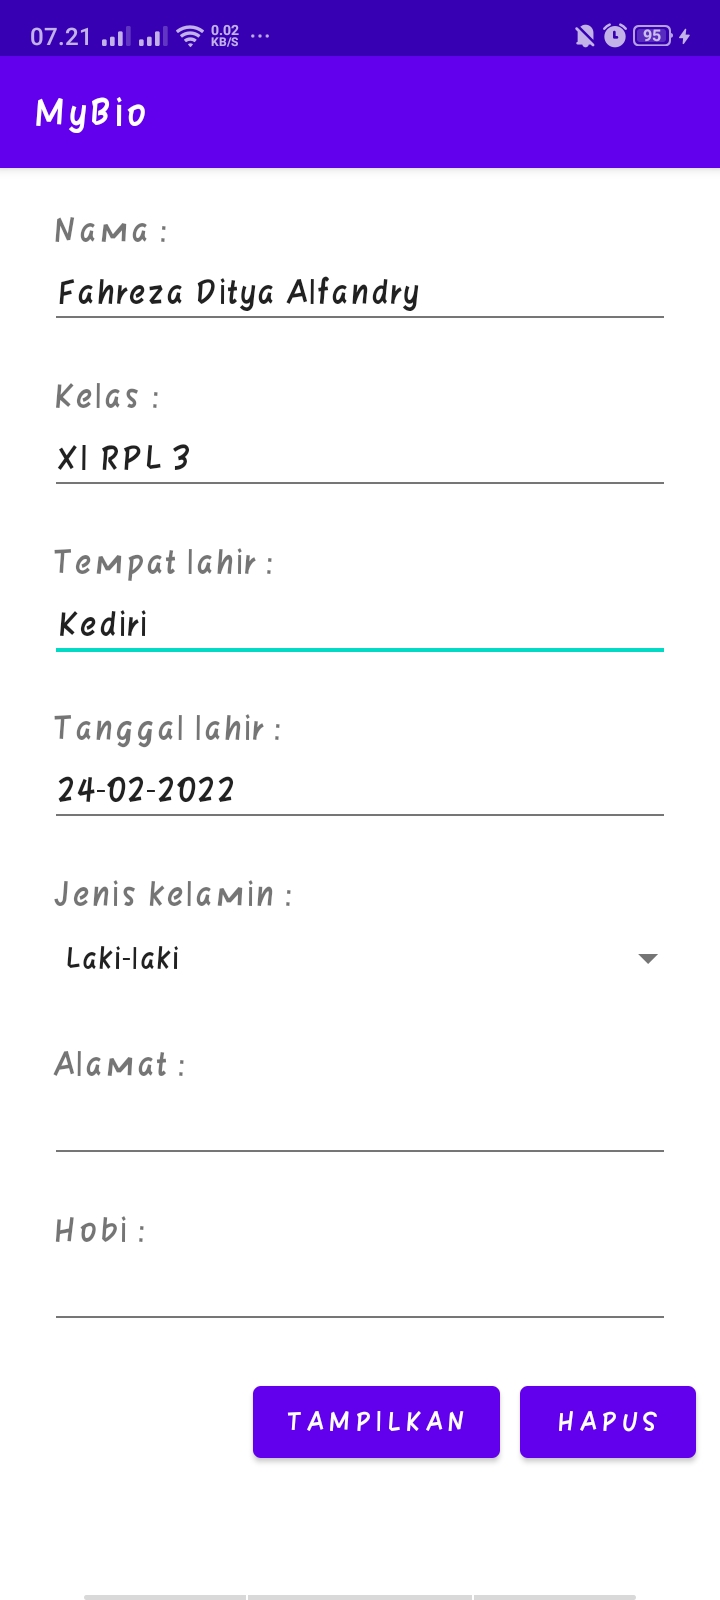 07.21 0.02 KB/S ... 95
MyBio
Nama :
Fahreza Ditya Alfandry
Kelas :
XI RPL 3
Tempat lahir :
Kediri
Tanggal lahir :
24-02-2022
Jenis kelamin :
Laki-laki
Alamat :
Hobi :
TAMPILKAN HAPUS